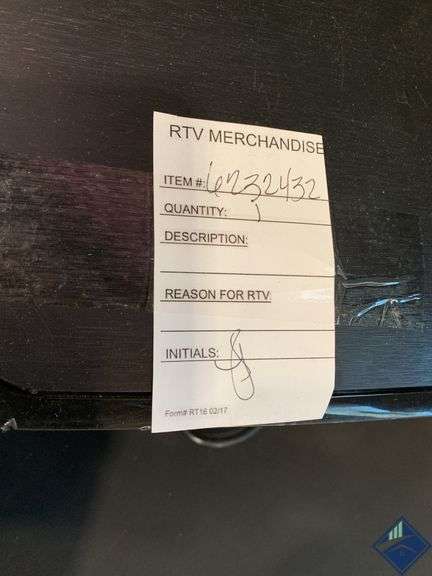 RTV MERCHANDISE
ITEM #: 6232432
QUANTITY: 1
DESCRIPTION:
REASON FOR RTV:
INITIALS:
Form# RT16 02/17